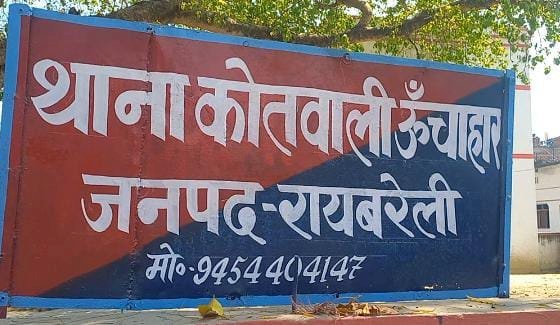 थाना कोतवाली ऊँचाहार
जनपद-रायबरेली
मो०-9454404147